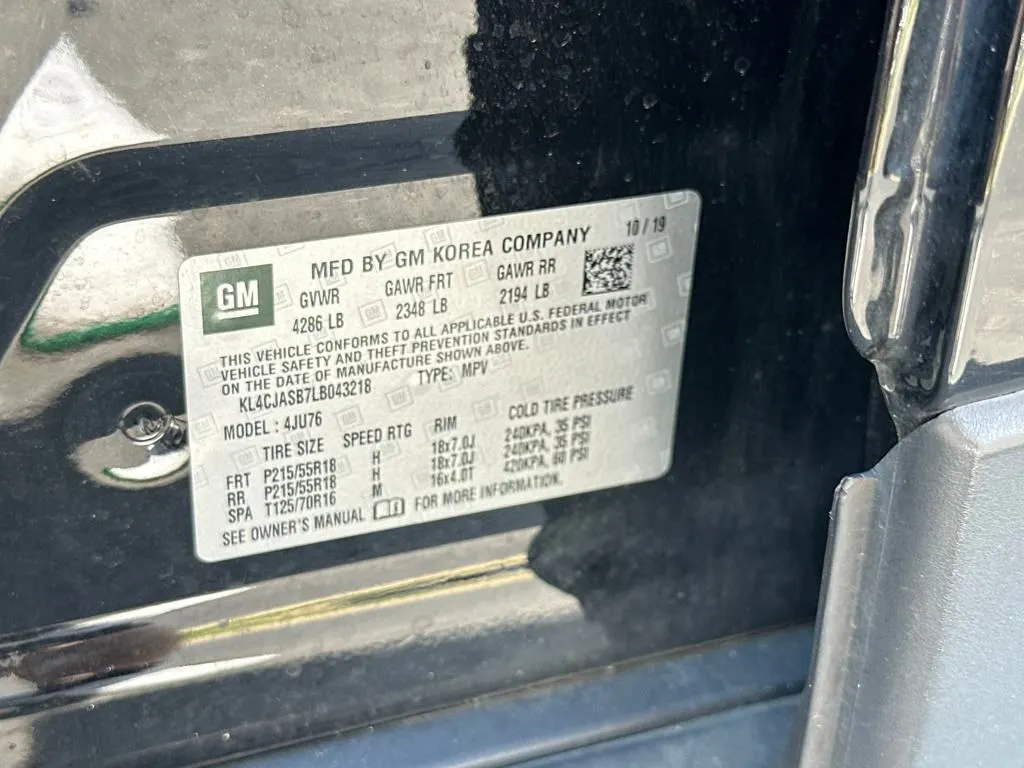 MFD BY GM KOREA COMPANY 10 / 19
GM
GVWR GAWR FRT GAWR RR
4286 LB 2348 LB 2194 LB
THIS VEHICLE CONFORMS TO ALL APPLICABLE U.S. FEDERAL MOTOR
VEHICLE SAFETY AND THEFT PREVENTION STANDARDS IN EFFECT
ON THE DATE OF MANUFACTURE SHOWN ABOVE.
KL4CJASB7LB043218 TYPE: MPV
MODEL : 4JU76
TIRE SIZE SPEED RTG RIM COLD TIRE PRESSURE
FRT P215/55R18 H 18x7.0J 240KPA, 35 PSI
RR P215/55R18 H 18x7.0J 240KPA, 35 PSI
SPA T125/70R16 M 16x4.0T 420KPA, 60 PSI
SEE OWNER'S MANUAL FOR MORE INFORMATION.